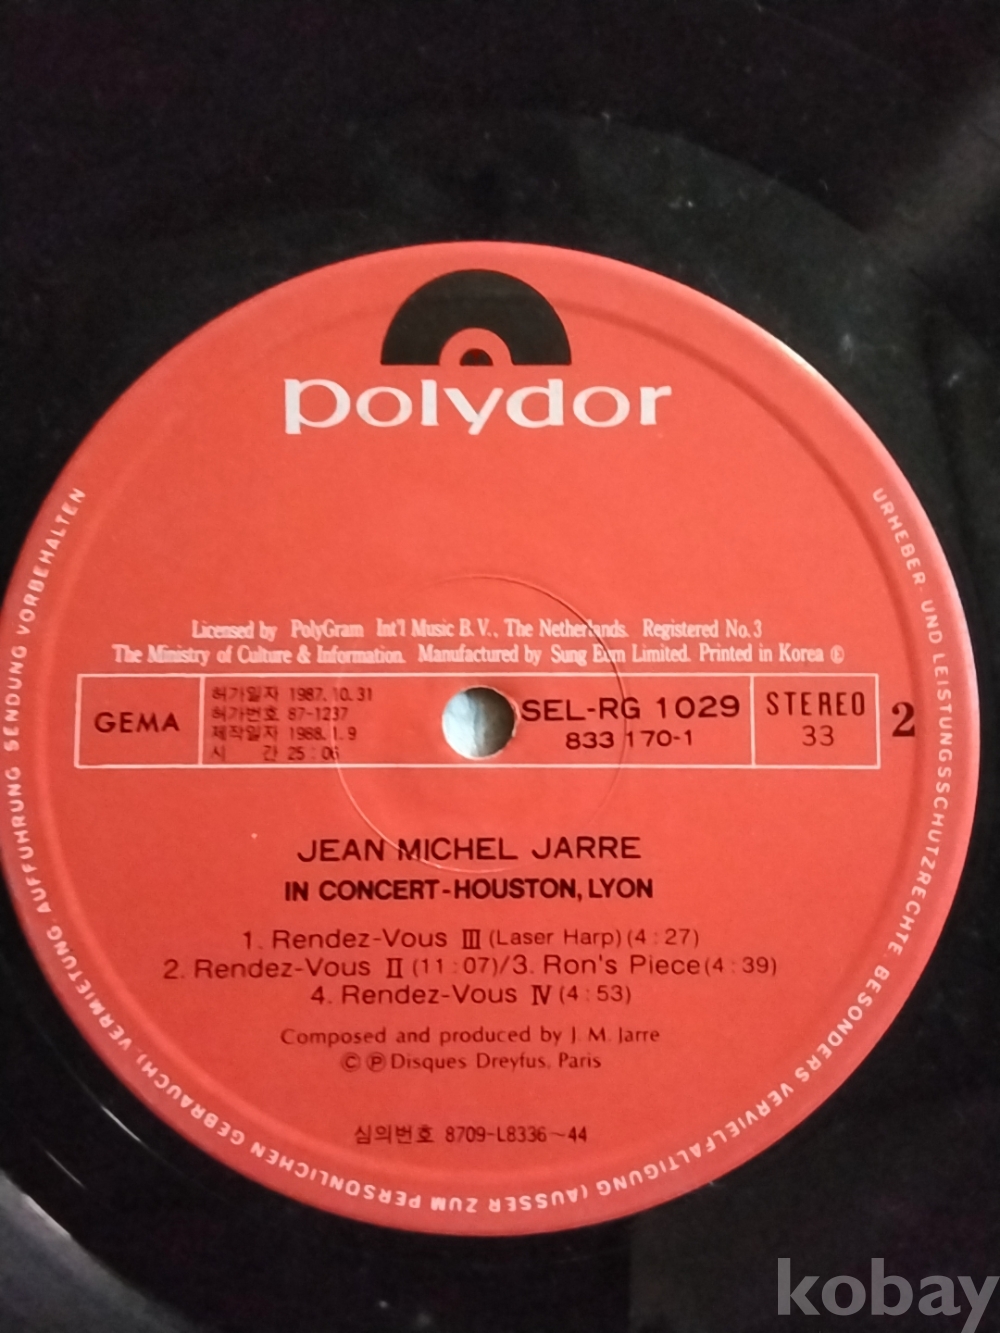 polydor
Licensed by PolyGram Int'l Music B.V., The Netherlands. Registered No.3
The Ministry of Culture & Information. Manufactured by Sung Eum Limited. Printed in Korea ℗
GEMA
허가일자 1987.10.31
허가번호 87-1237
제작일자 1988.1.9
시 간 25:06
SEL-RG 1029
833 170-1
STEREO
33
2
JEAN MICHEL JARRE
IN CONCERT-HOUSTON, LYON
1. Rendez-Vous Ⅲ (Laser Harp) (4:27)
2. Rendez-Vous Ⅱ (11:07)/3. Ron's Piece (4:39)
4. Rendez-Vous Ⅳ (4:53)
Composed and produced by J. M. Jarre
© ℗ Disques Dreyfus, Paris
심의번호 8709-L8336~44
URHEBER- UND LEISTUNGSSCHUTZRECHTE, BESONDERS VERVIELFÄLTIGUNG (AUSSER ZUM PERSÖNLICHEN GEBRAUCH), VERMIETUNG, AUFFÜHRUNG, SENDUNG VORBEHALTEN
kobay